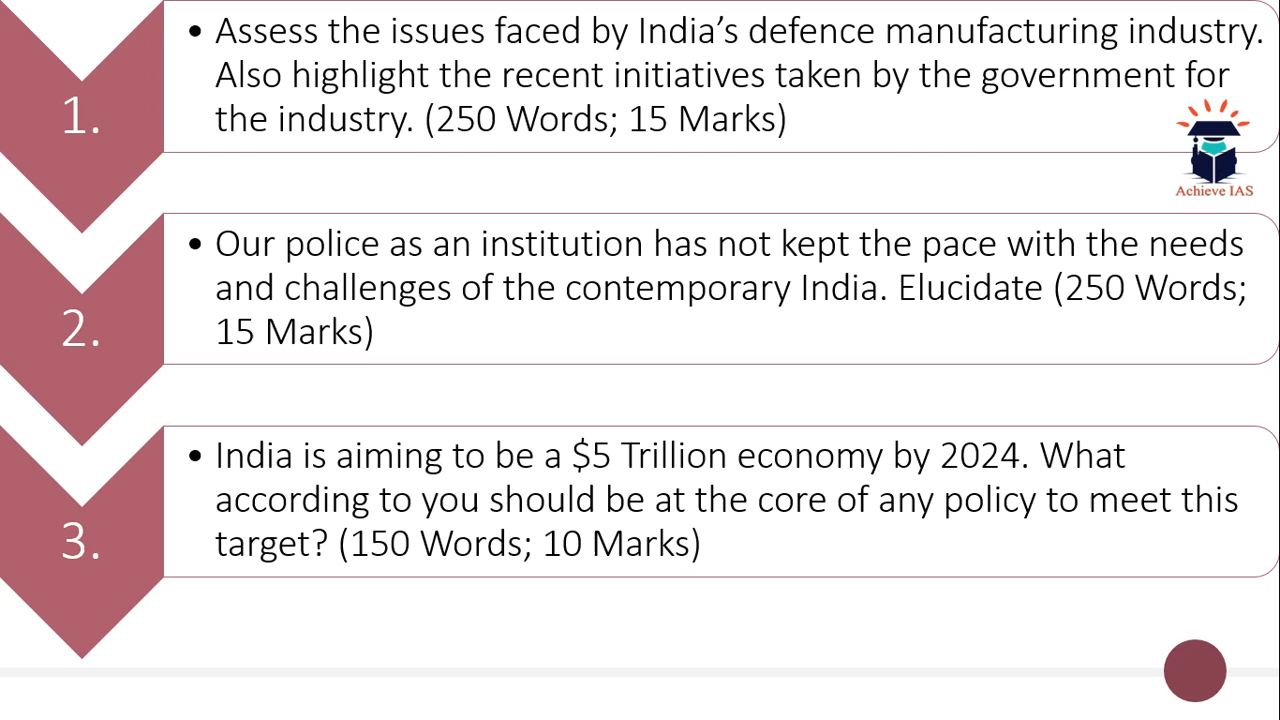 1.
• Assess the issues faced by India’s defence manufacturing industry.
Also highlight the recent initiatives taken by the government for
the industry. (250 Words; 15 Marks)
Achieve IAS
2.
• Our police as an institution has not kept the pace with the needs
and challenges of the contemporary India. Elucidate (250 Words;
15 Marks)
3.
• India is aiming to be a $5 Trillion economy by 2024. What
according to you should be at the core of any policy to meet this
target? (150 Words; 10 Marks)